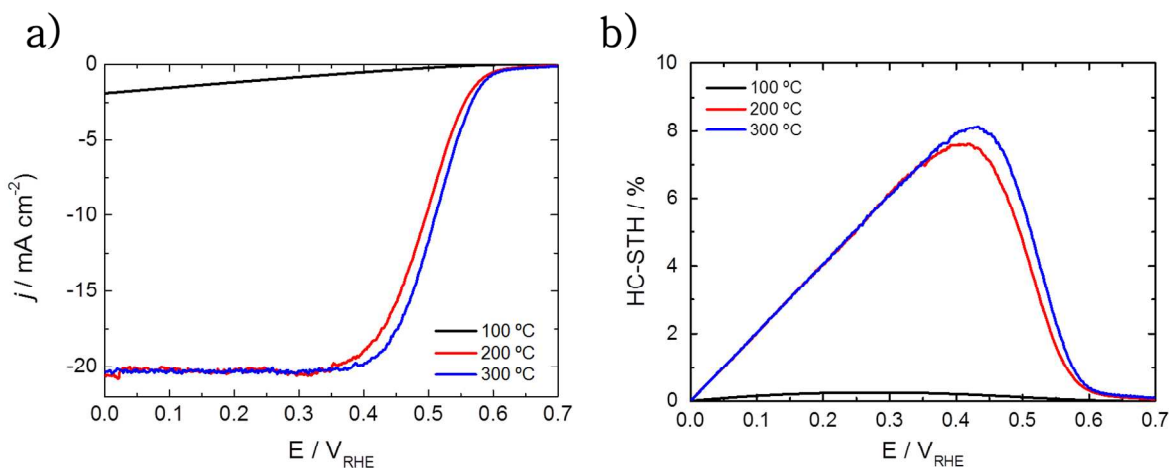 a)
j / mA cm⁻²
0
-5
-10
-15
-20
100 ºC
200 ºC
300 ºC
0.0 0.1 0.2 0.3 0.4 0.5 0.6 0.7
E / V_RHE
b)
HC-STH / %
10
8
6
4
2
0
100 ºC
200 ºC
300 ºC
0.0 0.1 0.2 0.3 0.4 0.5 0.6 0.7
E / V_RHE